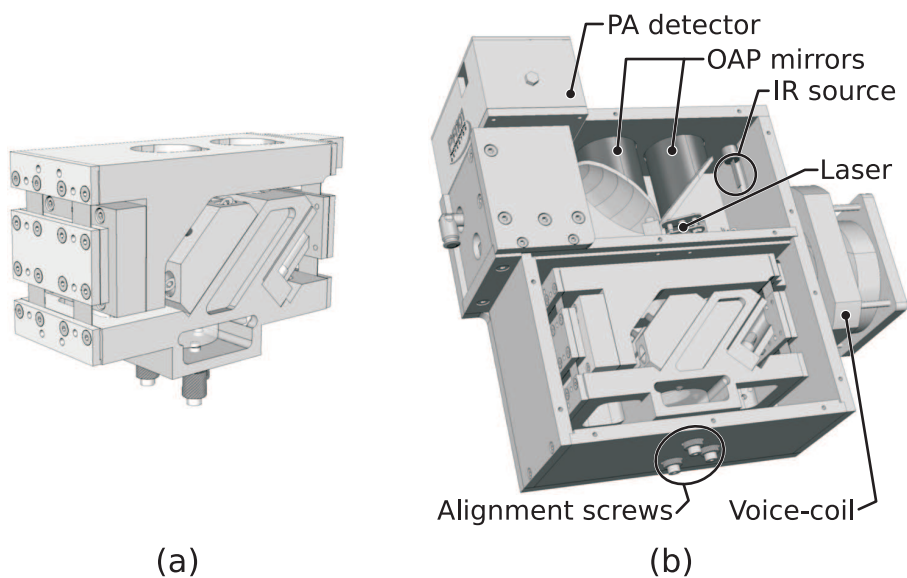 PA detector
OAP mirrors
IR source
Laser
Alignment screws
Voice-coil
(a)
(b)